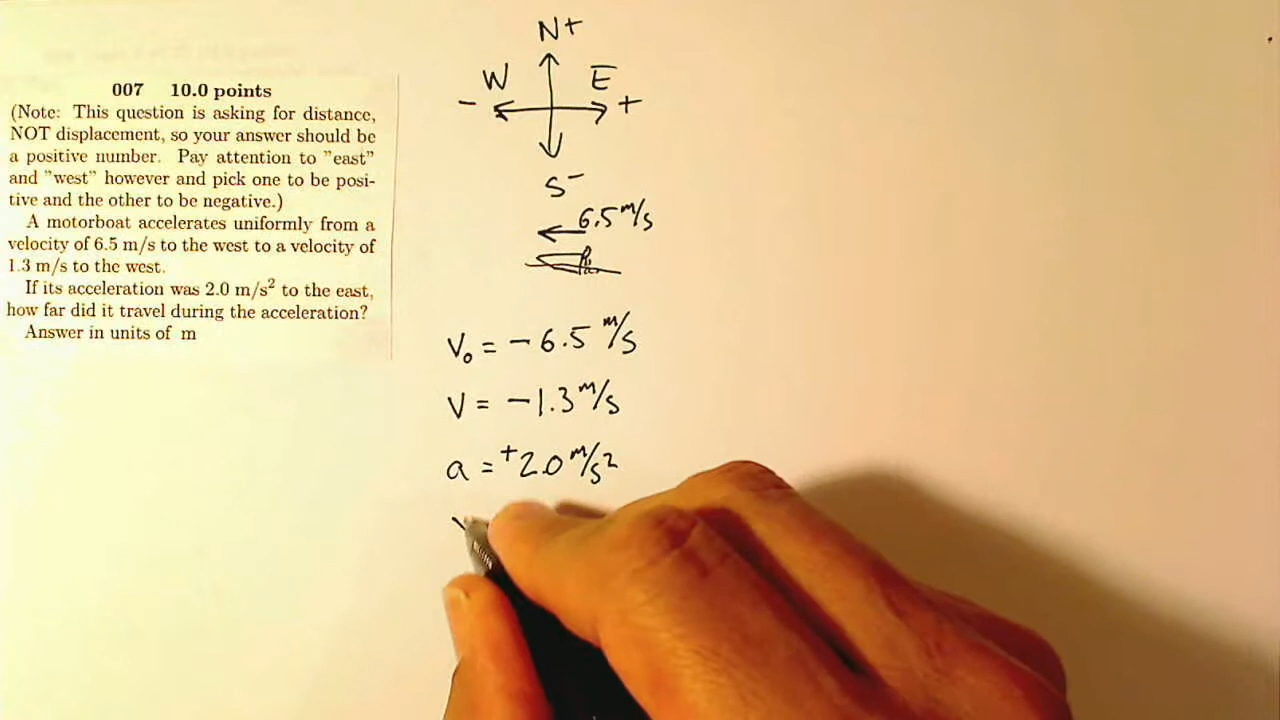 007 10.0 points
(Note: This question is asking for distance,
NOT displacement, so your answer should be
a positive number. Pay attention to "east"
and "west" however and pick one to be posi-
tive and the other to be negative.)
A motorboat accelerates uniformly from a
velocity of 6.5 m/s to the west to a velocity of
1.3 m/s to the west.
If its acceleration was 2.0 m/s² to the east,
how far did it travel during the acceleration?
Answer in units of m
N+
W E
- +
S-
6.5 m/s
V₀ = -6.5 m/s
V = -1.3 m/s
a = +2.0 m/s²